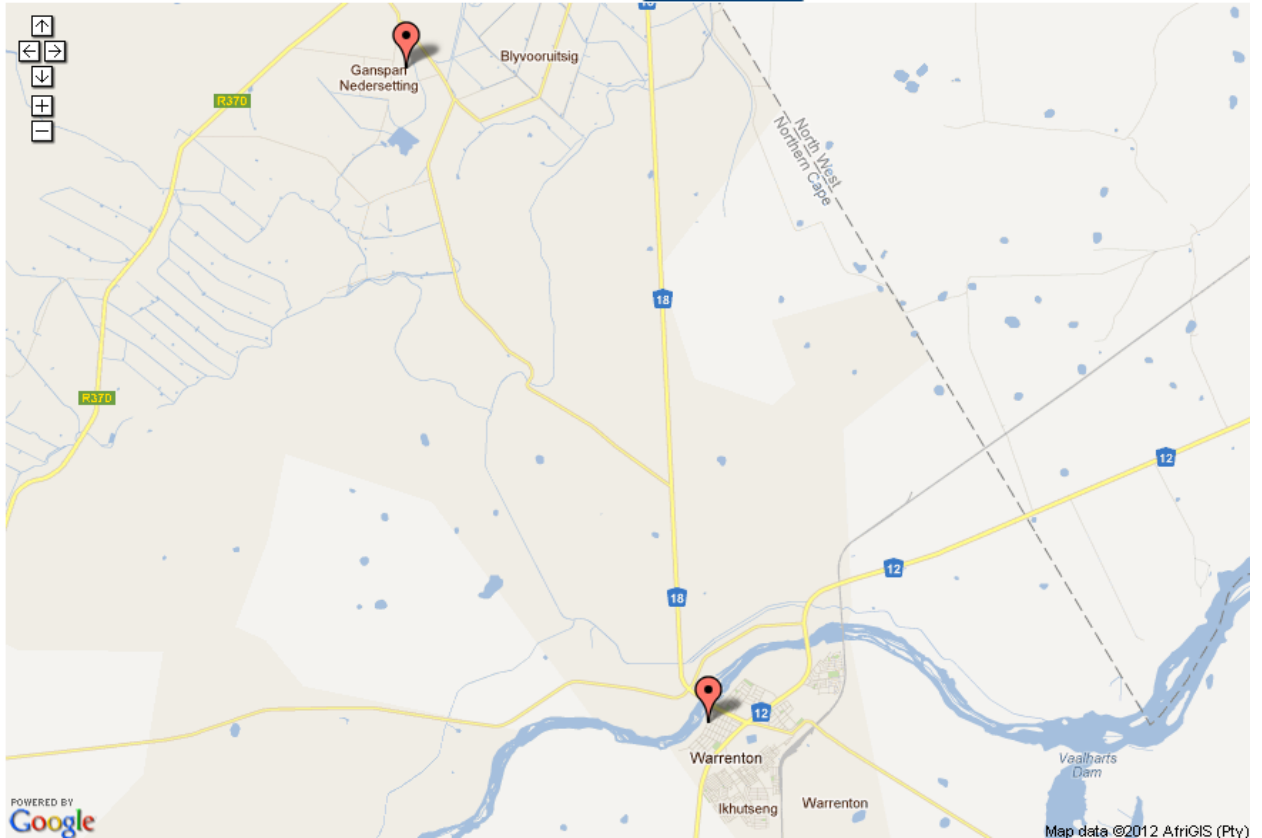 18
Blyvooruitsig
Ganspan
Nedersetting
R370
North West
Northern Cape
18
R370
12
12
18
12
Warrenton
Vaalharts
Dam
Ikhutseng
Warrenton
POWERED BY
Google
Map data ©2012 AfriGIS (Pty)